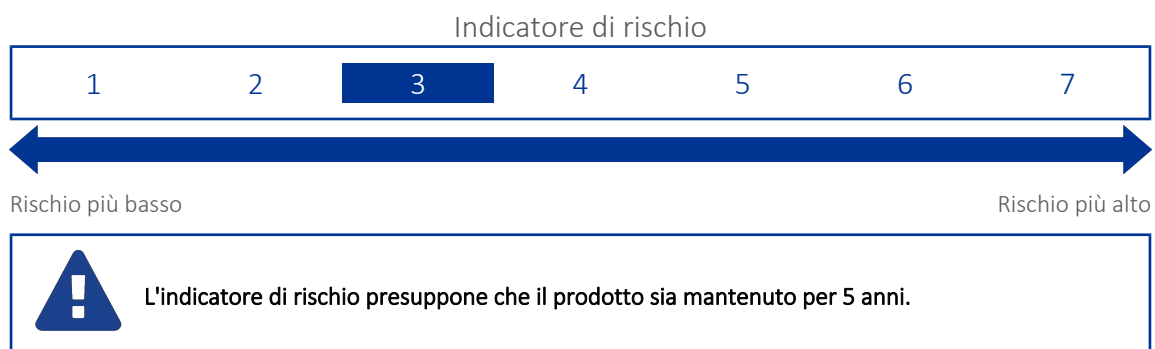 Indicatore di rischio
1 2 3 4 5 6 7
Rischio più basso Rischio più alto
L'indicatore di rischio presuppone che il prodotto sia mantenuto per 5 anni.